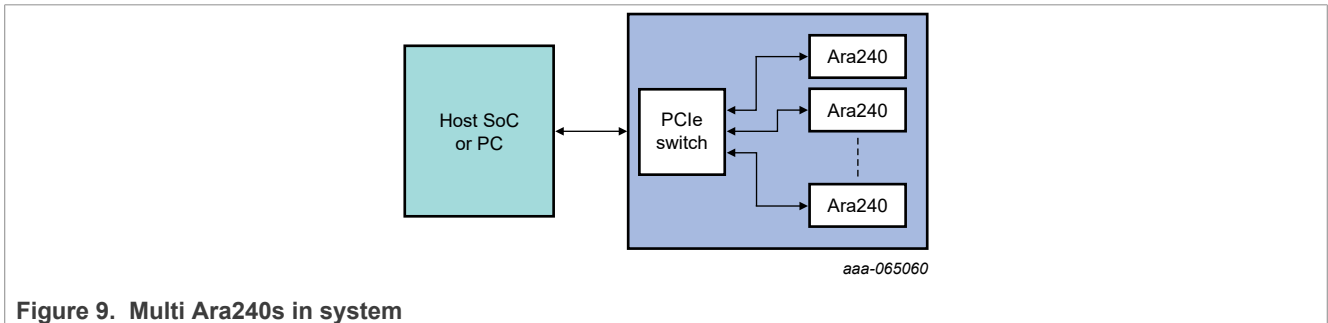 Host SoC
or PC
PCIe
switch
Ara240
Ara240
Ara240
aaa-065060
Figure 9. Multi Ara240s in system